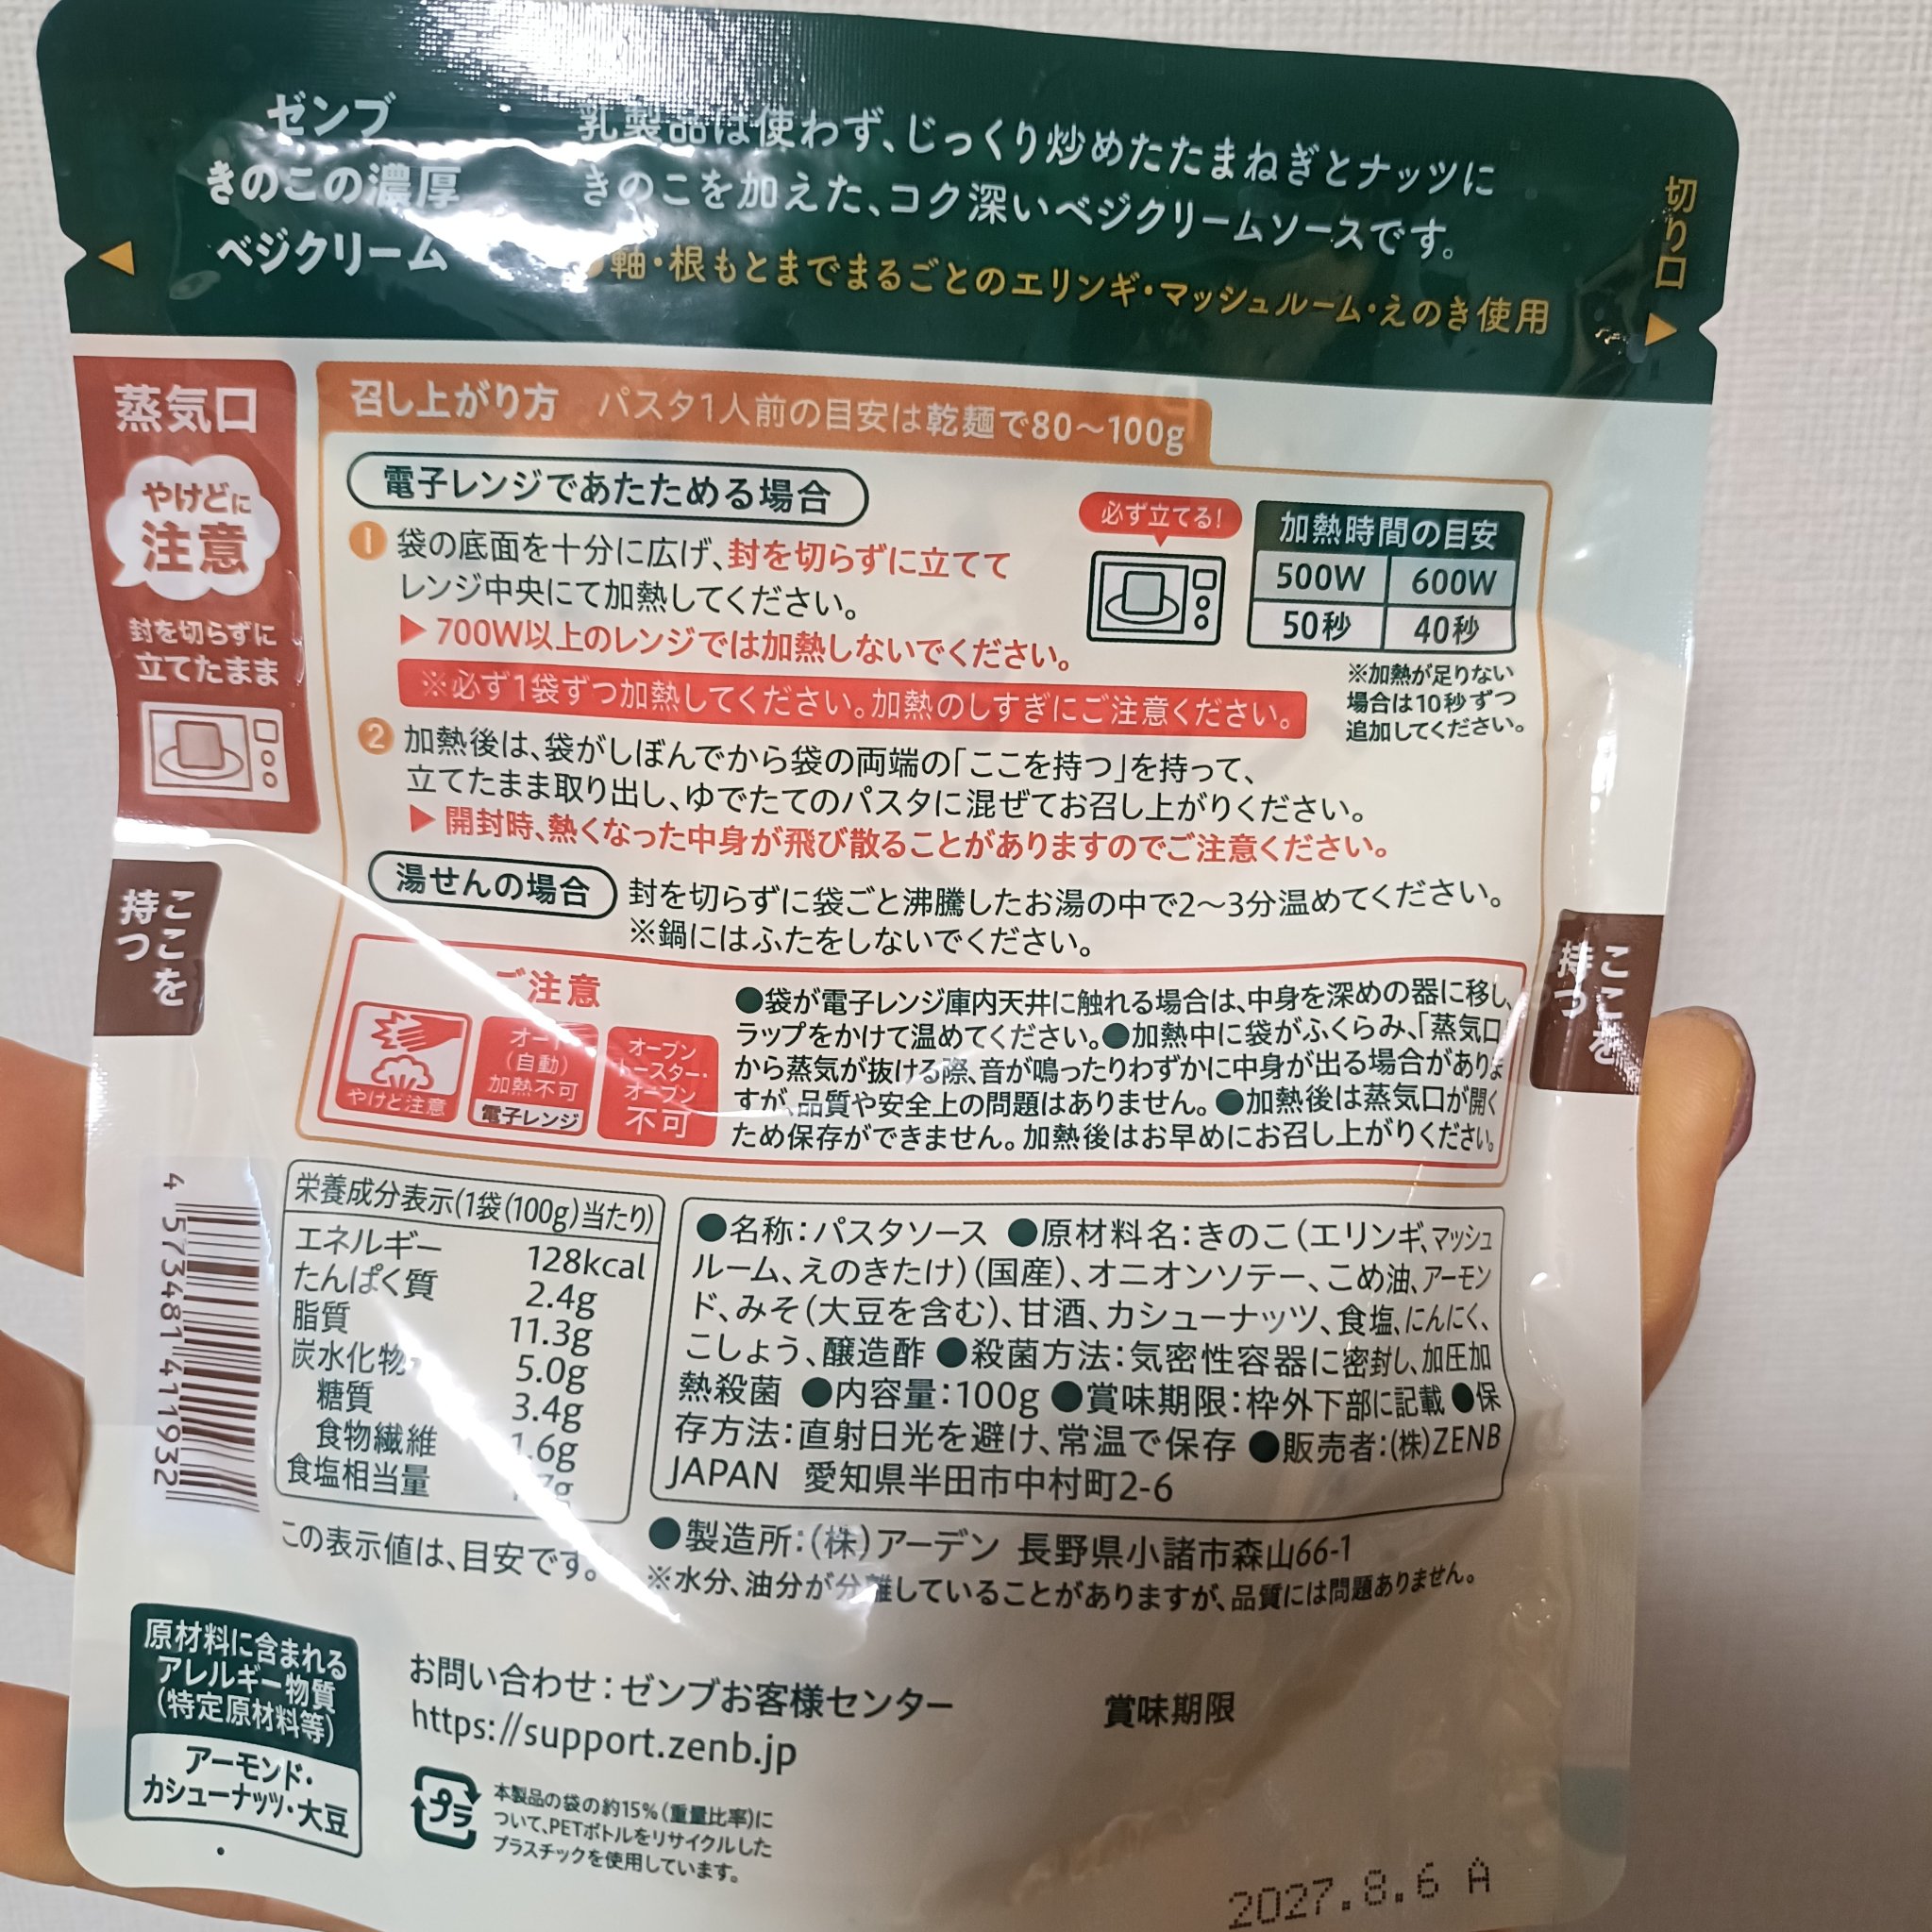 ゼンブ
きのこの濃厚
ベジクリーム
乳製品は使わず、じっくり炒めたたまねぎとナッツに
きのこを加えた、コク深いベジクリームソースです。
軸・根もとまでまるごとのエリンギ・マッシュルーム・えのき使用
切り口
蒸気口
やけどに
注意
封を切らずに
立てたまま
召し上がり方 パスタ1人前の目安は乾麺で80〜100g
電子レンジであたためる場合
1 袋の底面を十分に広げ、封を切らずに立てて
レンジ中央にて加熱してください。
▶700W以上のレンジでは加熱しないでください。
※必ず1袋ずつ加熱してください。加熱のしすぎにご注意ください。
必ず立てる!
加熱時間の目安
500W 600W
50秒 40秒
※加熱が足りない
場合は10秒ずつ
追加してください。
2 加熱後は、袋がしぼんでから袋の両端の「ここを持つ」を持って、
立てたまま取り出し、ゆでたてのパスタに混ぜてお召し上がりください。
▶開封時、熱くなった中身が飛び散ることがありますのでご注意ください。
湯せんの場合 封を切らずに袋ごと沸騰したお湯の中で2〜3分温めてください。
※鍋にはふたをしないでください。
ここを
持つ
ここを
持つ
ご注意
やけど注意
オート
(自動)
加熱不可
電子レンジ
オーブン
トースター・
オーブン
不可
●袋が電子レンジ庫内天井に触れる場合は、中身を深めの器に移し、
ラップをかけて温めてください。●加熱中に袋がふくらみ、「蒸気口
から蒸気が抜ける際、音が鳴ったりわずかに中身が出る場合がありま
すが、品質や安全上の問題はありません。●加熱後は蒸気口が開く
ため保存ができません。加熱後はお早めにお召し上がりください。
4573481411932
栄養成分表示(1袋(100g)当たり)
エネルギー 128kcal
たんぱく質 2.4g
脂質 11.3g
炭水化物 5.0g
糖質 3.4g
食物繊維 1.6g
食塩相当量
この表示値は、目安です。
●名称:パスタソース ●原材料名:きのこ(エリンギ、マッシュ
ルーム、えのきたけ)(国産)、オニオンソテー、こめ油、アーモン
ド、みそ(大豆を含む)、甘酒、カシューナッツ、食塩、にんにく、
こしょう、醸造酢 ●殺菌方法:気密性容器に密封し、加圧加
熱殺菌 ●内容量:100g ●賞味期限:枠外下部に記載 ●保
存方法:直射日光を避け、常温で保存 ●販売者:(株)ZENB
JAPAN 愛知県半田市中村町2-6
●製造所:(株)アーデン 長野県小諸市森山66-1
※水分、油分が分離していることがありますが、品質には問題ありません。
原材料に含まれる
アレルギー物質
(特定原材料等)
アーモンド・
カシューナッツ・大豆
お問い合わせ:ゼンブお客様センター
https://support.zenb.jp
賞味期限
プラ
本製品の袋の約15%(重量比率)に
ついて、PETボトルをリサイクルした
プラスチックを使用しています。
2027.8.6 A